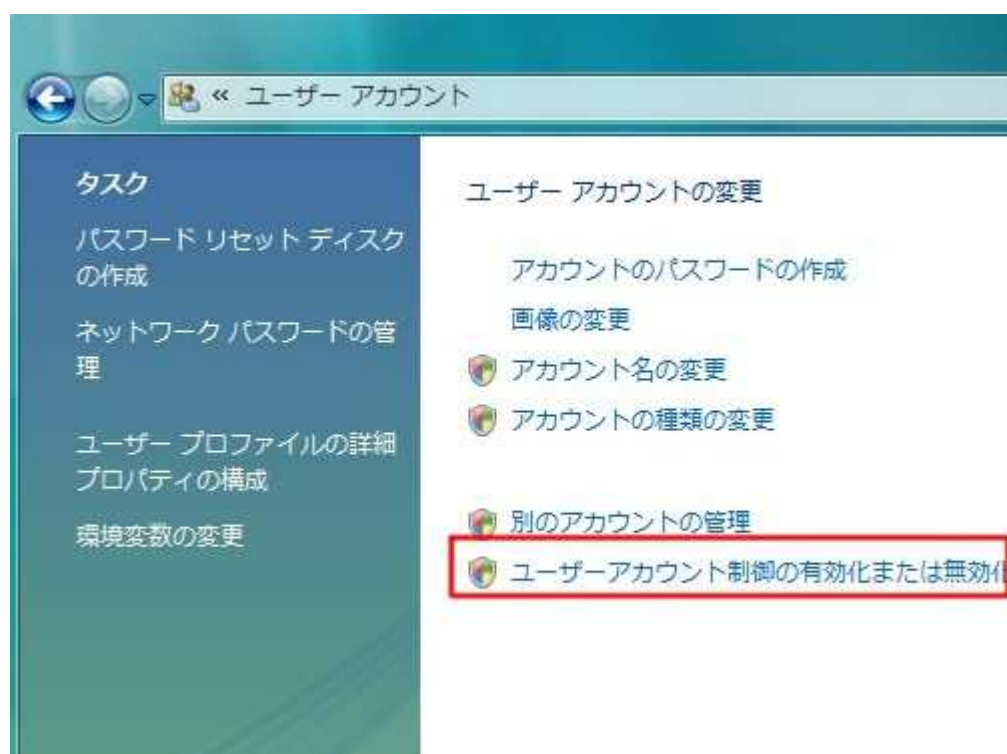 « ユーザー アカウント
タスク
パスワード リセット ディスク
の作成
ネットワーク パスワードの管
理
ユーザー プロファイルの詳細
プロパティの構成
環境変数の変更
ユーザー アカウントの変更
アカウントのパスワードの作成
画像の変更
アカウント名の変更
アカウントの種類の変更
別のアカウントの管理
ユーザーアカウント制御の有効化または無効化